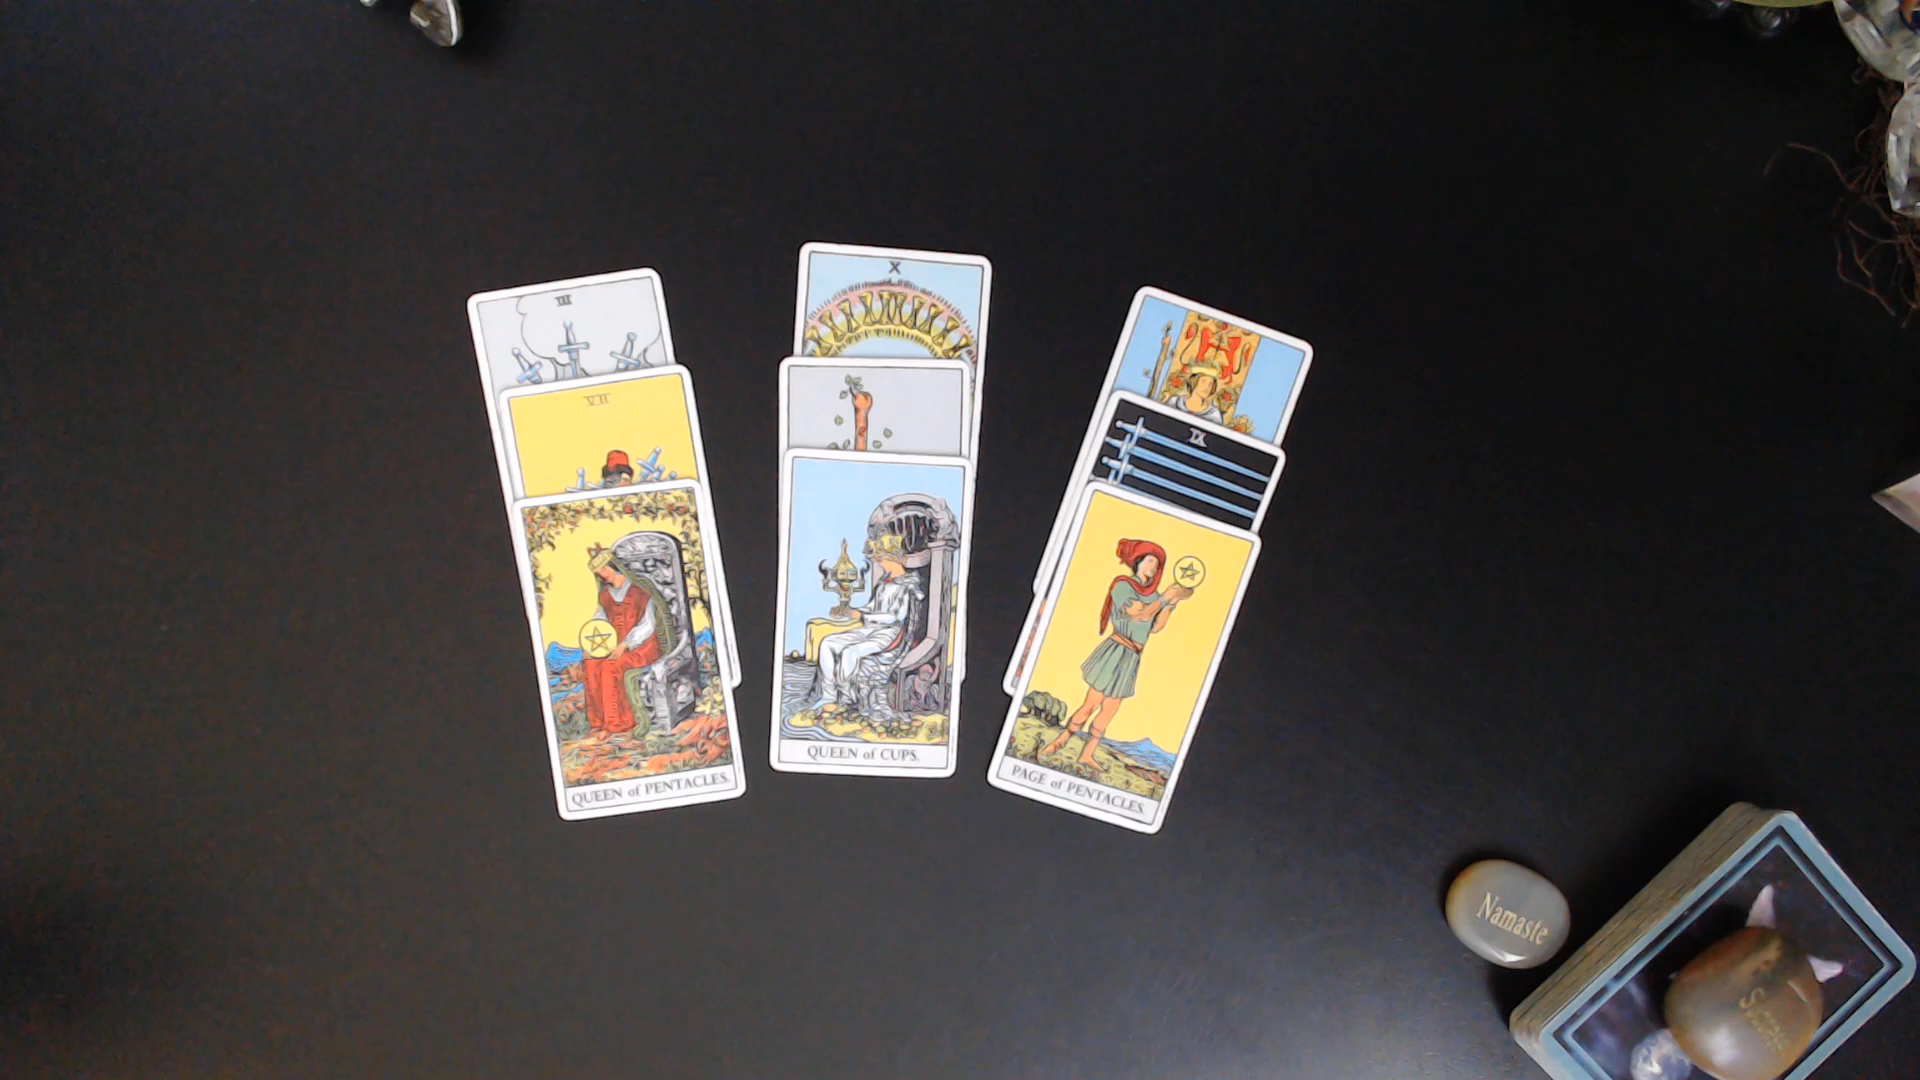 III
VII
QUEEN of PENTACLES.
X
QUEEN of CUPS.
IX
PAGE of PENTACLES.
Namaste